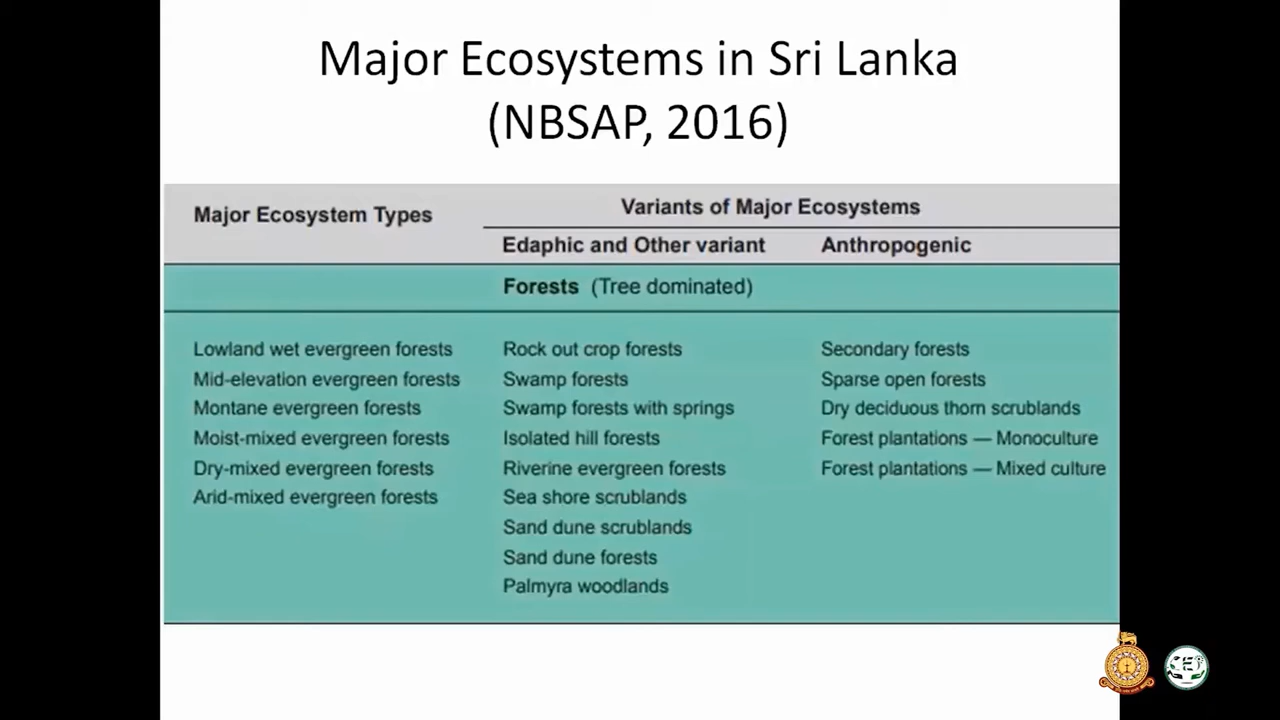 Major Ecosystems in Sri Lanka
(NBSAP, 2016)
Major Ecosystem Types
Variants of Major Ecosystems
Edaphic and Other variant
Anthropogenic
Forests (Tree dominated)
Lowland wet evergreen forests
Mid-elevation evergreen forests
Montane evergreen forests
Moist-mixed evergreen forests
Dry-mixed evergreen forests
Arid-mixed evergreen forests
Rock out crop forests
Swamp forests
Swamp forests with springs
Isolated hill forests
Riverine evergreen forests
Sea shore scrublands
Sand dune scrublands
Sand dune forests
Palmyra woodlands
Secondary forests
Sparse open forests
Dry deciduous thorn scrublands
Forest plantations — Monoculture
Forest plantations — Mixed culture